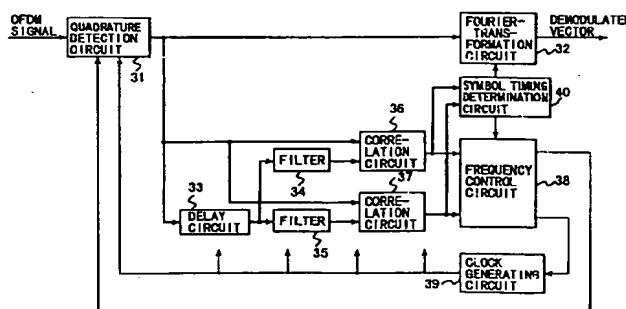 OFDM
SIGNAL
QUADRATURE
DETECTION
CIRCUIT
31
FOURIER-
TRANS-
FORMATION
CIRCUIT
32
DEMODULATED
VECTOR
SYMBOL TIMING
DETERMINATION
CIRCUIT
40
36
CORRE-
LATION
CIRCUIT
FILTER
34
37
CORRE-
LATION
CIRCUIT
FREQUENCY
CONTROL
CIRCUIT
38
33
DELAY
CIRCUIT
FILTER
35
CLOCK
GENERATING
CIRCUIT
39